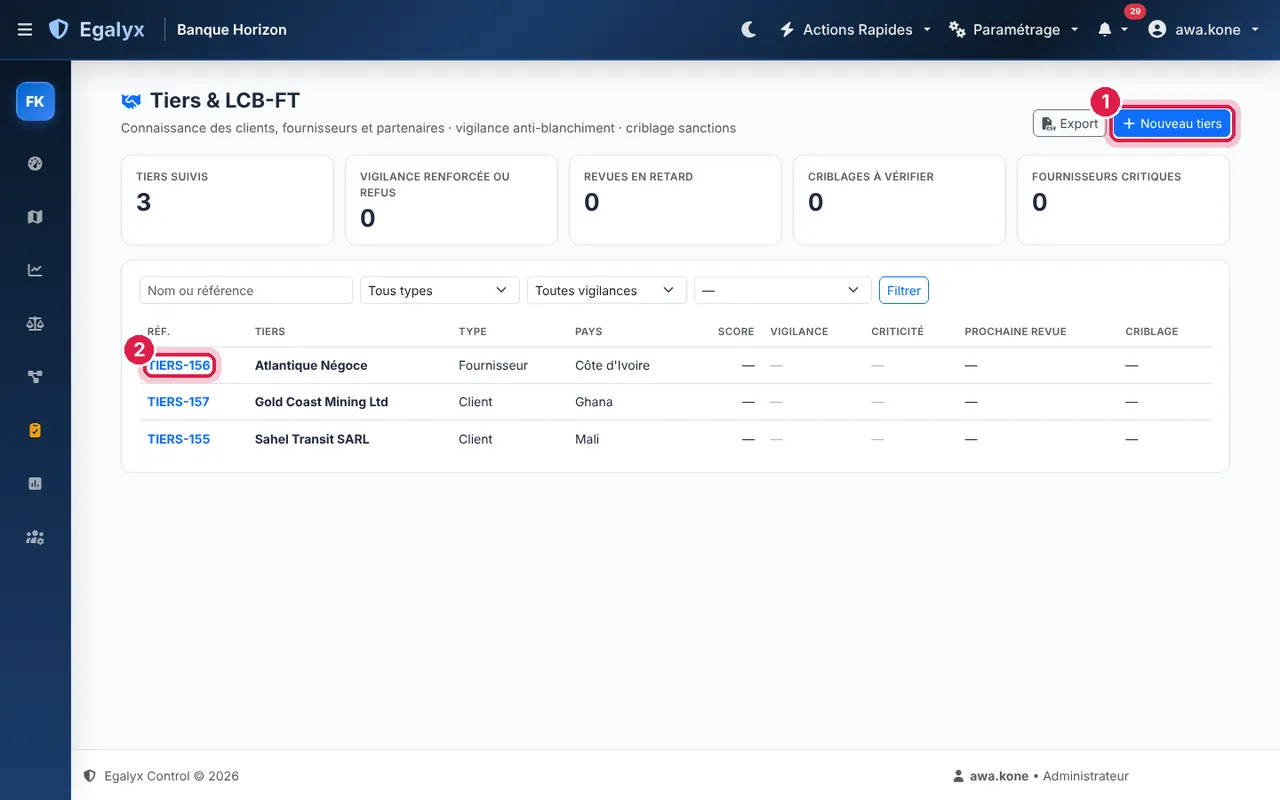 Egalyx
Banque Horizon
Actions Rapides
Paramétrage
29
awa.kone
FK
Tiers & LCB-FT
Connaissance des clients, fournisseurs et partenaires · vigilance anti-blanchiment · criblage sanctions
Export
1
+ Nouveau tiers
TIERS SUIVIS
3
VIGILANCE RENFORCÉE OU
REFUS
0
REVUES EN RETARD
0
CRIBLAGES À VÉRIFIER
0
FOURNISSEURS CRITIQUES
0
Nom ou référence
Tous types
Toutes vigilances
—
Filtrer
RÉF. TIERS TYPE PAYS SCORE VIGILANCE CRITICITÉ PROCHAINE REVUE CRIBLAGE
2
TIERS-156 Atlantique Négoce Fournisseur Côte d'Ivoire — — — — —
TIERS-157 Gold Coast Mining Ltd Client Ghana — — — — —
TIERS-155 Sahel Transit SARL Client Mali — — — — —
Egalyx Control © 2026
awa.kone • Administrateur